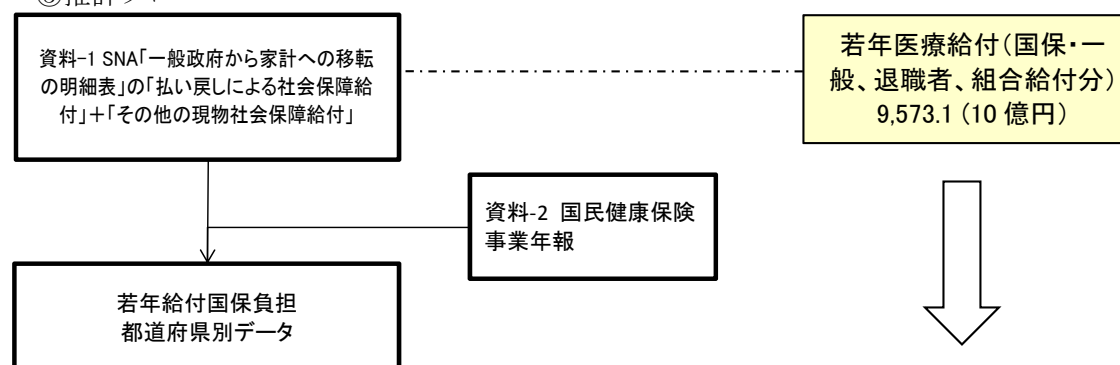 資料-1 SNA「一般政府から家計への移転
の明細表」の「払い戻しによる社会保障給
付」+「その他の現物社会保障給付」
若年医療給付(国保・一
般、退職者、組合給付分)
9,573.1 (10 億円)
資料-2 国民健康保険
事業年報
若年給付国保負担
都道府県別データ